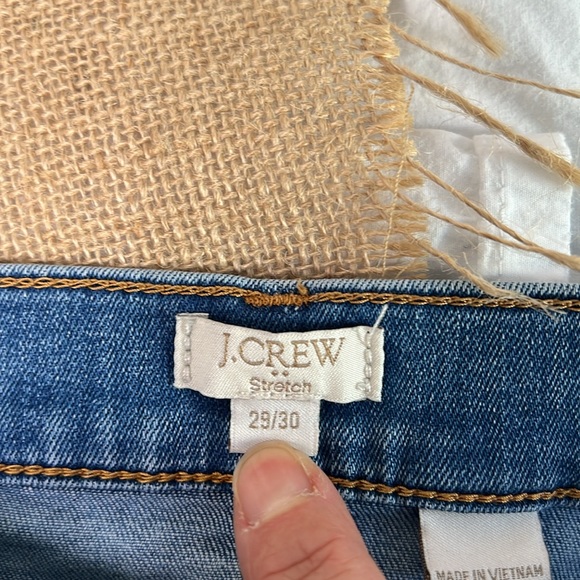 J.CREW
Stretch
29/30
MADE IN VIETNAM